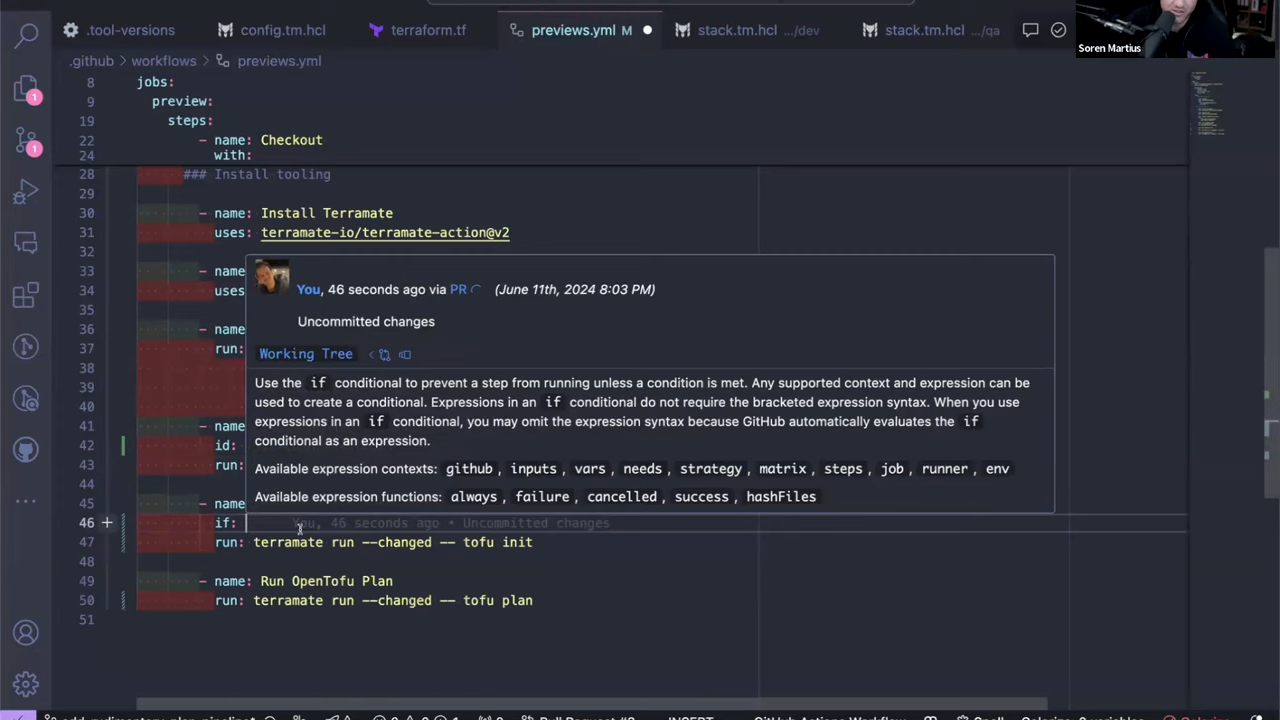 .tool-versions config.tm.hcl terraform.tf previews.yml M stack.tm.hcl .../dev stack.tm.hcl .../qa
Soren Martius
.github > workflows > previews.yml
8 jobs:
9 preview:
19 steps:
22 - name: Checkout
24 with:
28 ### Install tooling
29
30 - name: Install Terramate
31 uses: terramate-io/terramate-action@v2
32
33 - name
34 uses
35
36 - name
37 run:
38
39
40
41 - name
42 id:
43 run:
45 - name
You, 46 seconds ago via PR (June 11th, 2024 8:03 PM)
Uncommitted changes
Working Tree
Use the if conditional to prevent a step from running unless a condition is met. Any supported context and expression can be
used to create a conditional. Expressions in an if conditional do not require the bracketed expression syntax. When you use
expressions in an if conditional, you may omit the expression syntax because GitHub automatically evaluates the if
conditional as an expression.
Available expression contexts: github, inputs, vars, needs, strategy, matrix, steps, job, runner, env
Available expression functions: always, failure, cancelled, success, hashFiles
46 if: You, 46 seconds ago • Uncommitted changes
47 run: terramate run --changed -- tofu init
48
49 - name: Run OpenTofu Plan
50 run: terramate run --changed -- tofu plan
51
1
1